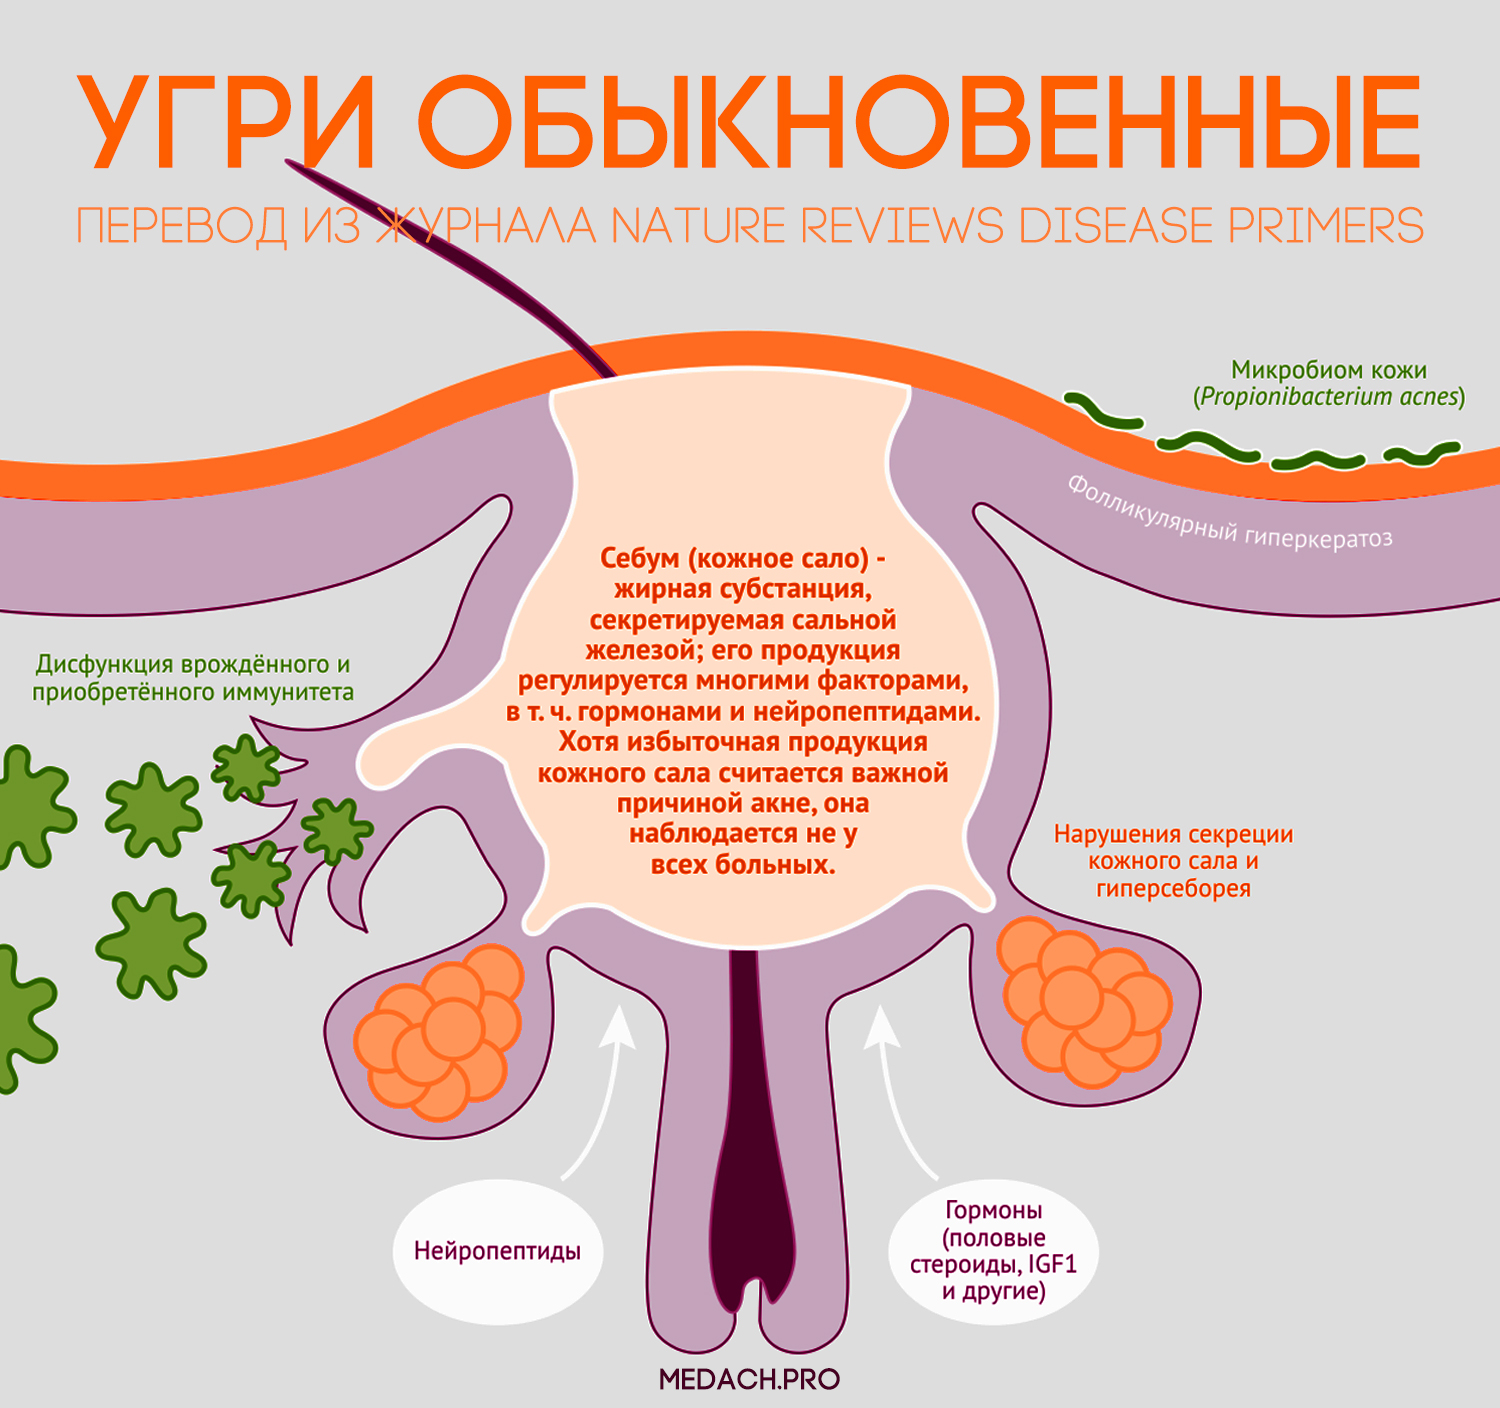 УГРИ ОБЫКНОВЕННЫЕ
ПЕРЕВОД ИЗ ЖУРНАЛА NATURE REVIEWS DISEASE PRIMERS
Микробиом кожи
(Propionibacterium acnes)
Фолликулярный гиперкератоз
Себум (кожное сало) -
жирная субстанция,
секретируемая сальной
железой; его продукция
регулируется многими факторами,
в т. ч. гормонами и нейропептидами.
Хотя избыточная продукция
кожного сала считается важной
причиной акне, она
наблюдается не у
всех больных.
Дисфункция врождённого и
приобретённого иммунитета
Нарушения секреции
кожного сала и
гиперсеборея
Нейропептиды
Гормоны
(половые
стероиды, IGF1
и другие)
MEDACH.PRO